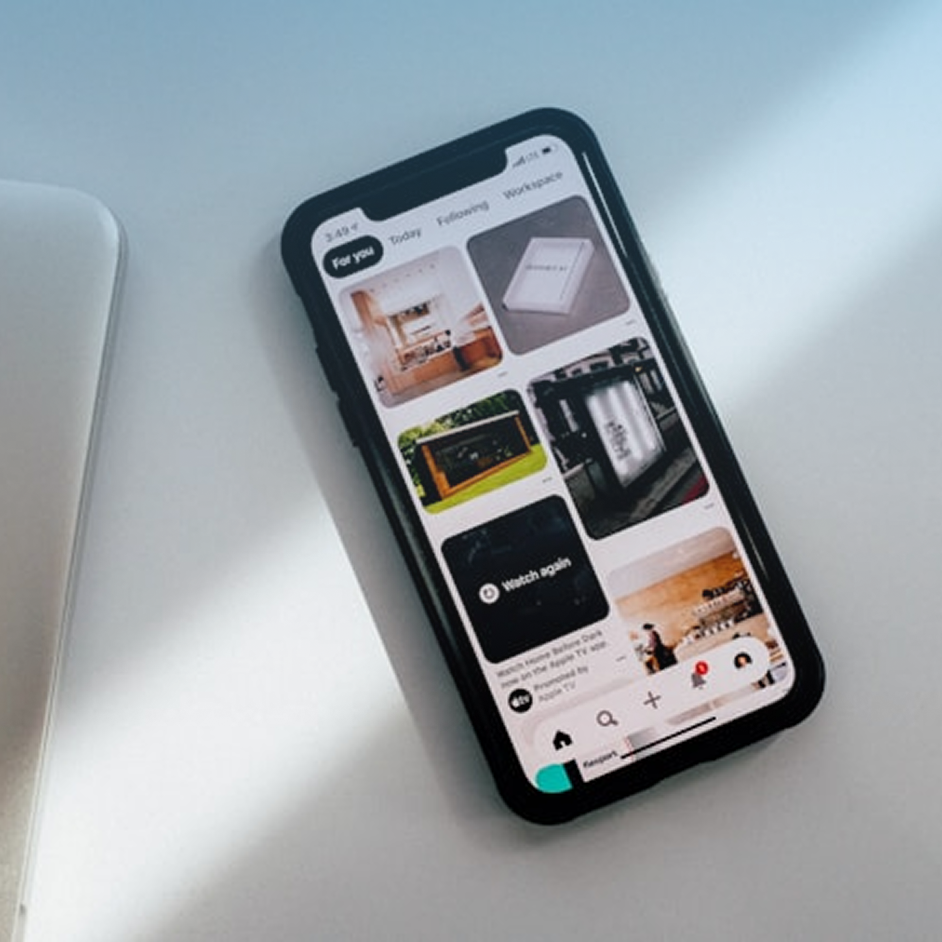 3:49
LTE
For you
Today
Following
Workspace
Watch again
Watch Home Before Dark
now on the Apple TV app.
Promoted by
Apple TV
tv
1